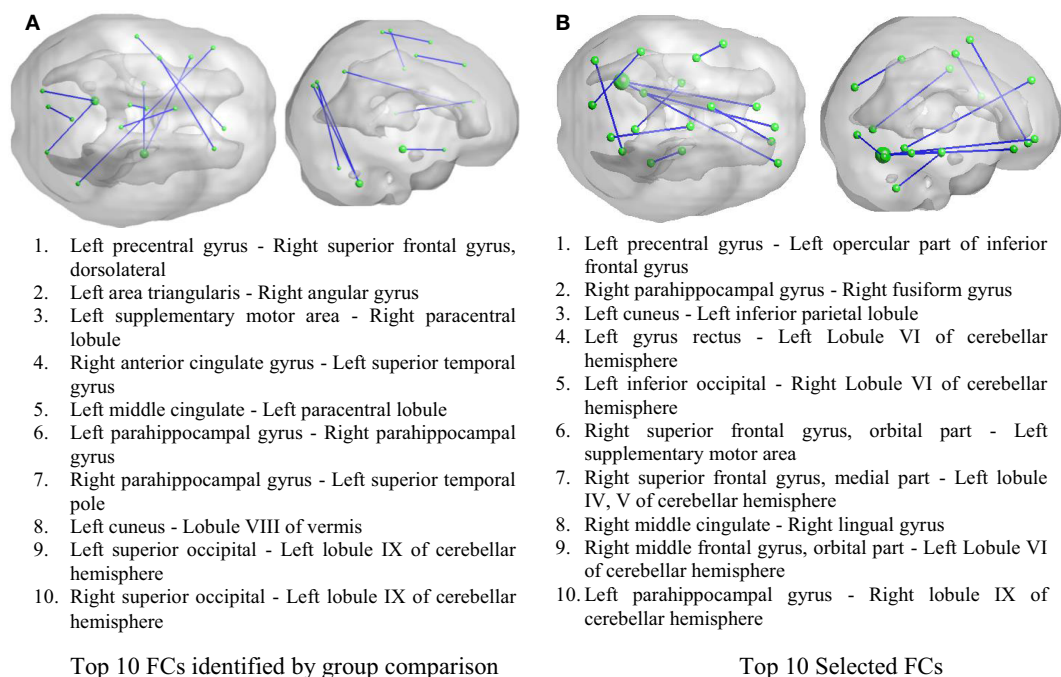 A
1. Left precentral gyrus - Right superior frontal gyrus,
dorsolateral
2. Left area triangularis - Right angular gyrus
3. Left supplementary motor area - Right paracentral
lobule
4. Right anterior cingulate gyrus - Left superior temporal
gyrus
5. Left middle cingulate - Left paracentral lobule
6. Left parahippocampal gyrus - Right parahippocampal
gyrus
7. Right parahippocampal gyrus - Left superior temporal
pole
8. Left cuneus - Lobule VIII of vermis
9. Left superior occipital - Left lobule IX of cerebellar
hemisphere
10. Right superior occipital - Left lobule IX of cerebellar
hemisphere
Top 10 FCs identified by group comparison
B
1. Left precentral gyrus - Left opercular part of inferior
frontal gyrus
2. Right parahippocampal gyrus - Right fusiform gyrus
3. Left cuneus - Left inferior parietal lobule
4. Left gyrus rectus - Left Lobule VI of cerebellar
hemisphere
5. Left inferior occipital - Right Lobule VI of cerebellar
hemisphere
6. Right superior frontal gyrus, orbital part - Left
supplementary motor area
7. Right superior frontal gyrus, medial part - Left lobule
IV, V of cerebellar hemisphere
8. Right middle cingulate - Right lingual gyrus
9. Right middle frontal gyrus, orbital part - Left Lobule VI
of cerebellar hemisphere
10. Left parahippocampal gyrus - Right lobule IX of
cerebellar hemisphere
Top 10 Selected FCs